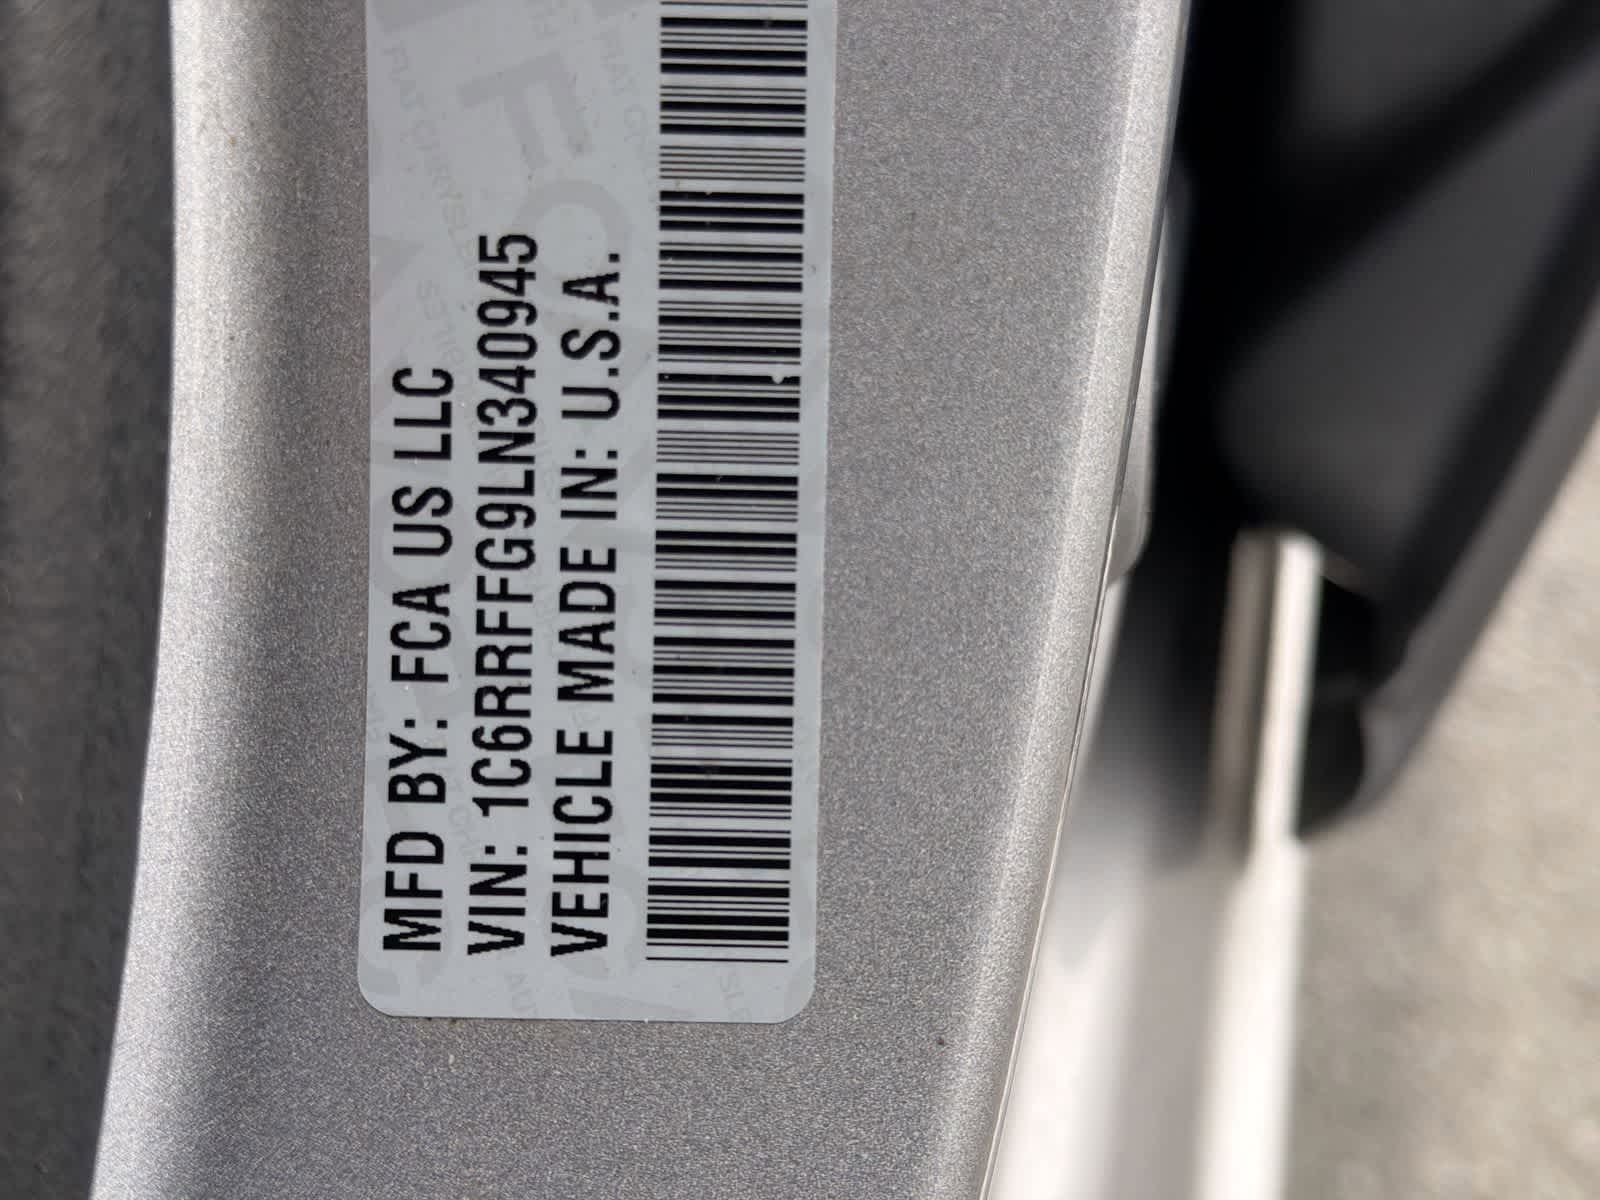 MFD BY: FCA US LLC
VIN: 1C6RRFFG9LN340945
VEHICLE MADE IN: U.S.A.